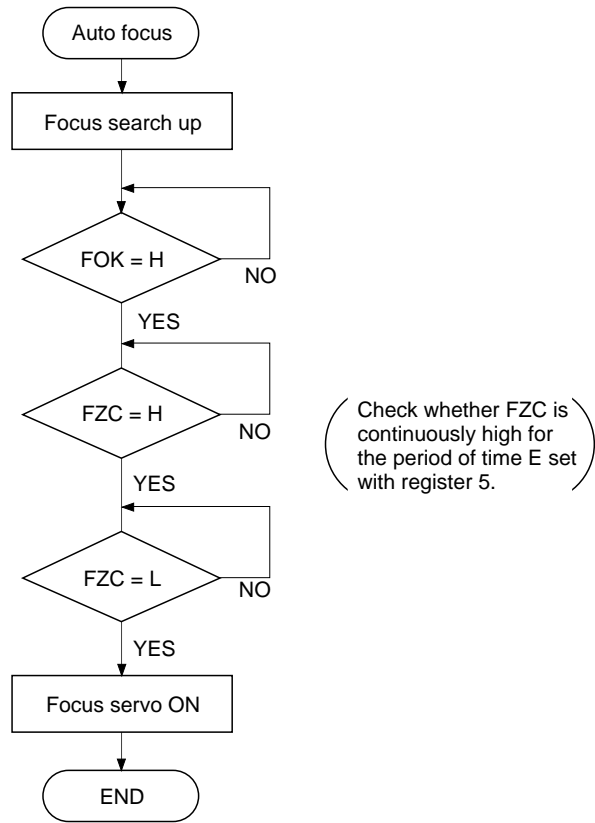 Auto focus
Focus search up
FOK = H
NO
YES
FZC = H
NO
Check whether FZC is
continuously high for
the period of time E set
with register 5.
YES
FZC = L
NO
YES
Focus servo ON
END